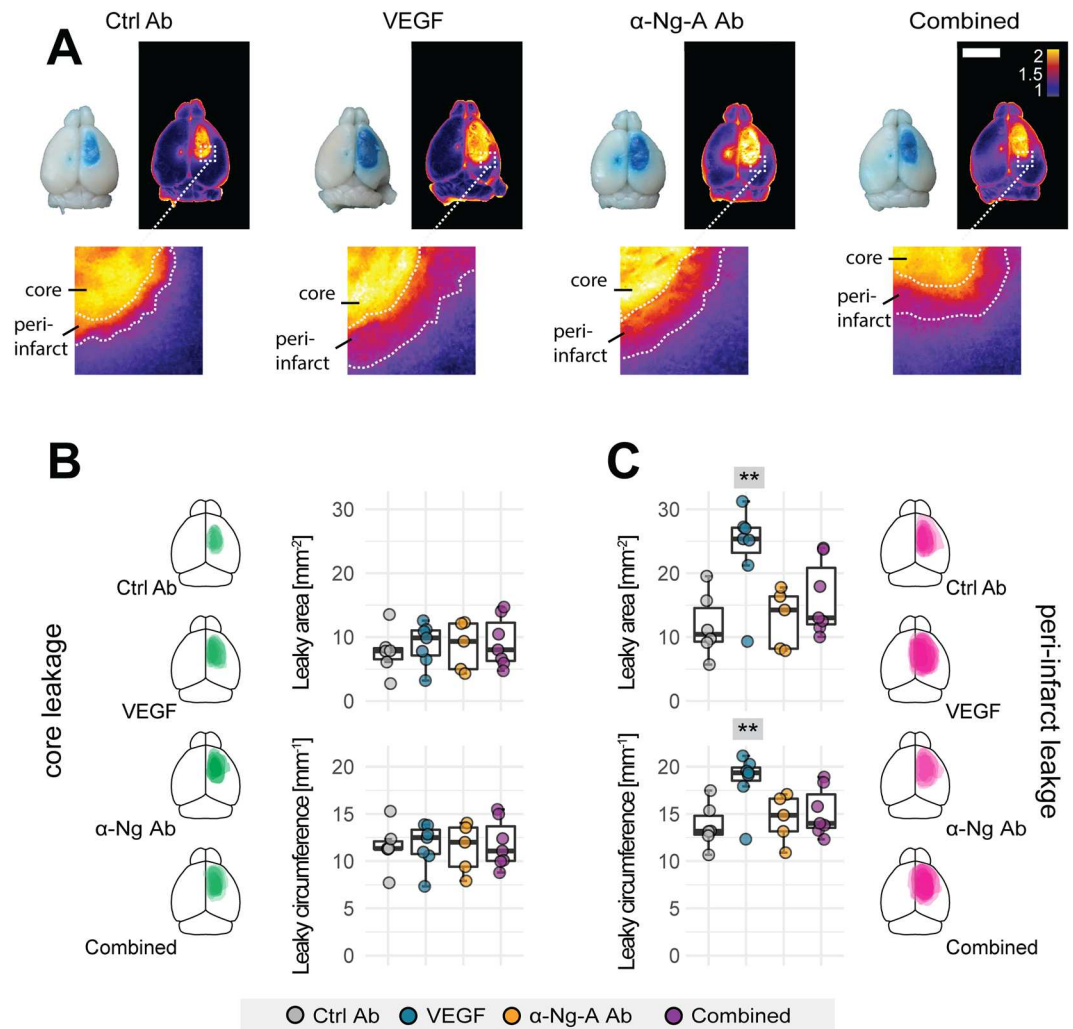 A
Ctrl Ab
VEGF
α-Ng-A Ab
Combined
2
1.5
1
core
peri-
infarct
core
peri-
infarct
core
peri-
infarct
core
peri-
infarct
B
core leakage
Ctrl Ab
VEGF
α-Ng Ab
Combined
Leaky area [mm⁻²]
30
20
10
0
Leaky circumference [mm⁻¹]
20
15
10
5
0
C
**
Leaky area [mm⁻²]
30
20
10
0
**
Leaky circumference [mm⁻¹]
20
15
10
5
0
Ctrl Ab
VEGF
α-Ng Ab
Combined
peri-infarct leakge
Ctrl Ab VEGF α-Ng-A Ab Combined